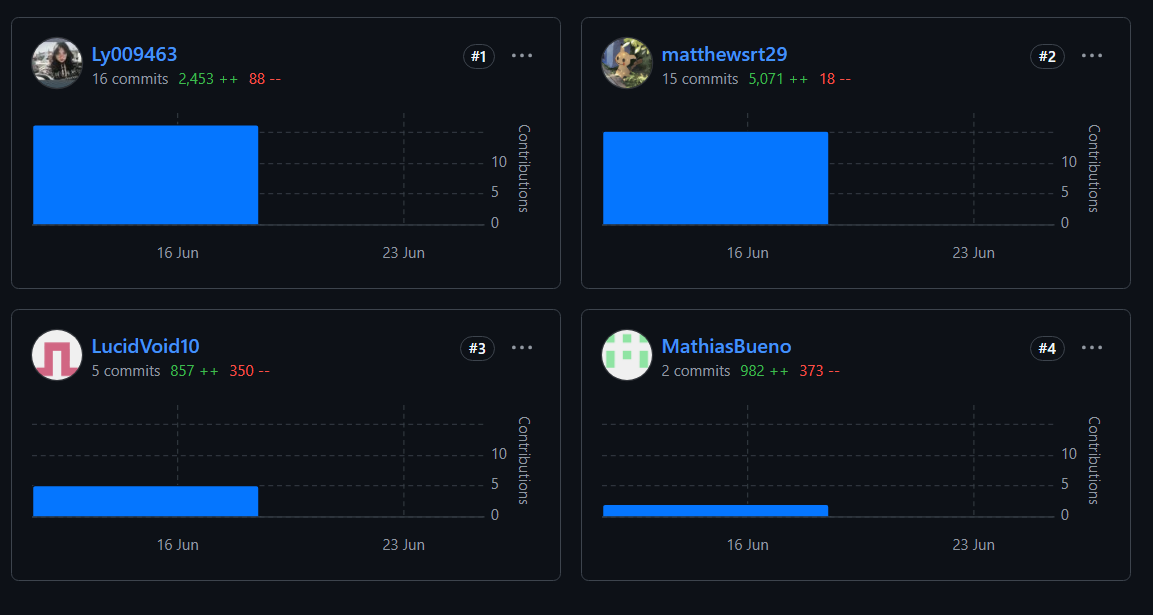 Ly009463
#1
16 commits 2,453 ++ 88 --
Contributions
10
5
0
16 Jun 23 Jun
matthewsrt29
#2
15 commits 5,071 ++ 18 --
Contributions
10
5
0
16 Jun 23 Jun
LucidVoid10
#3
5 commits 857 ++ 350 --
Contributions
10
5
0
16 Jun 23 Jun
MathiasBueno
#4
2 commits 982 ++ 373 --
Contributions
10
5
0
16 Jun 23 Jun